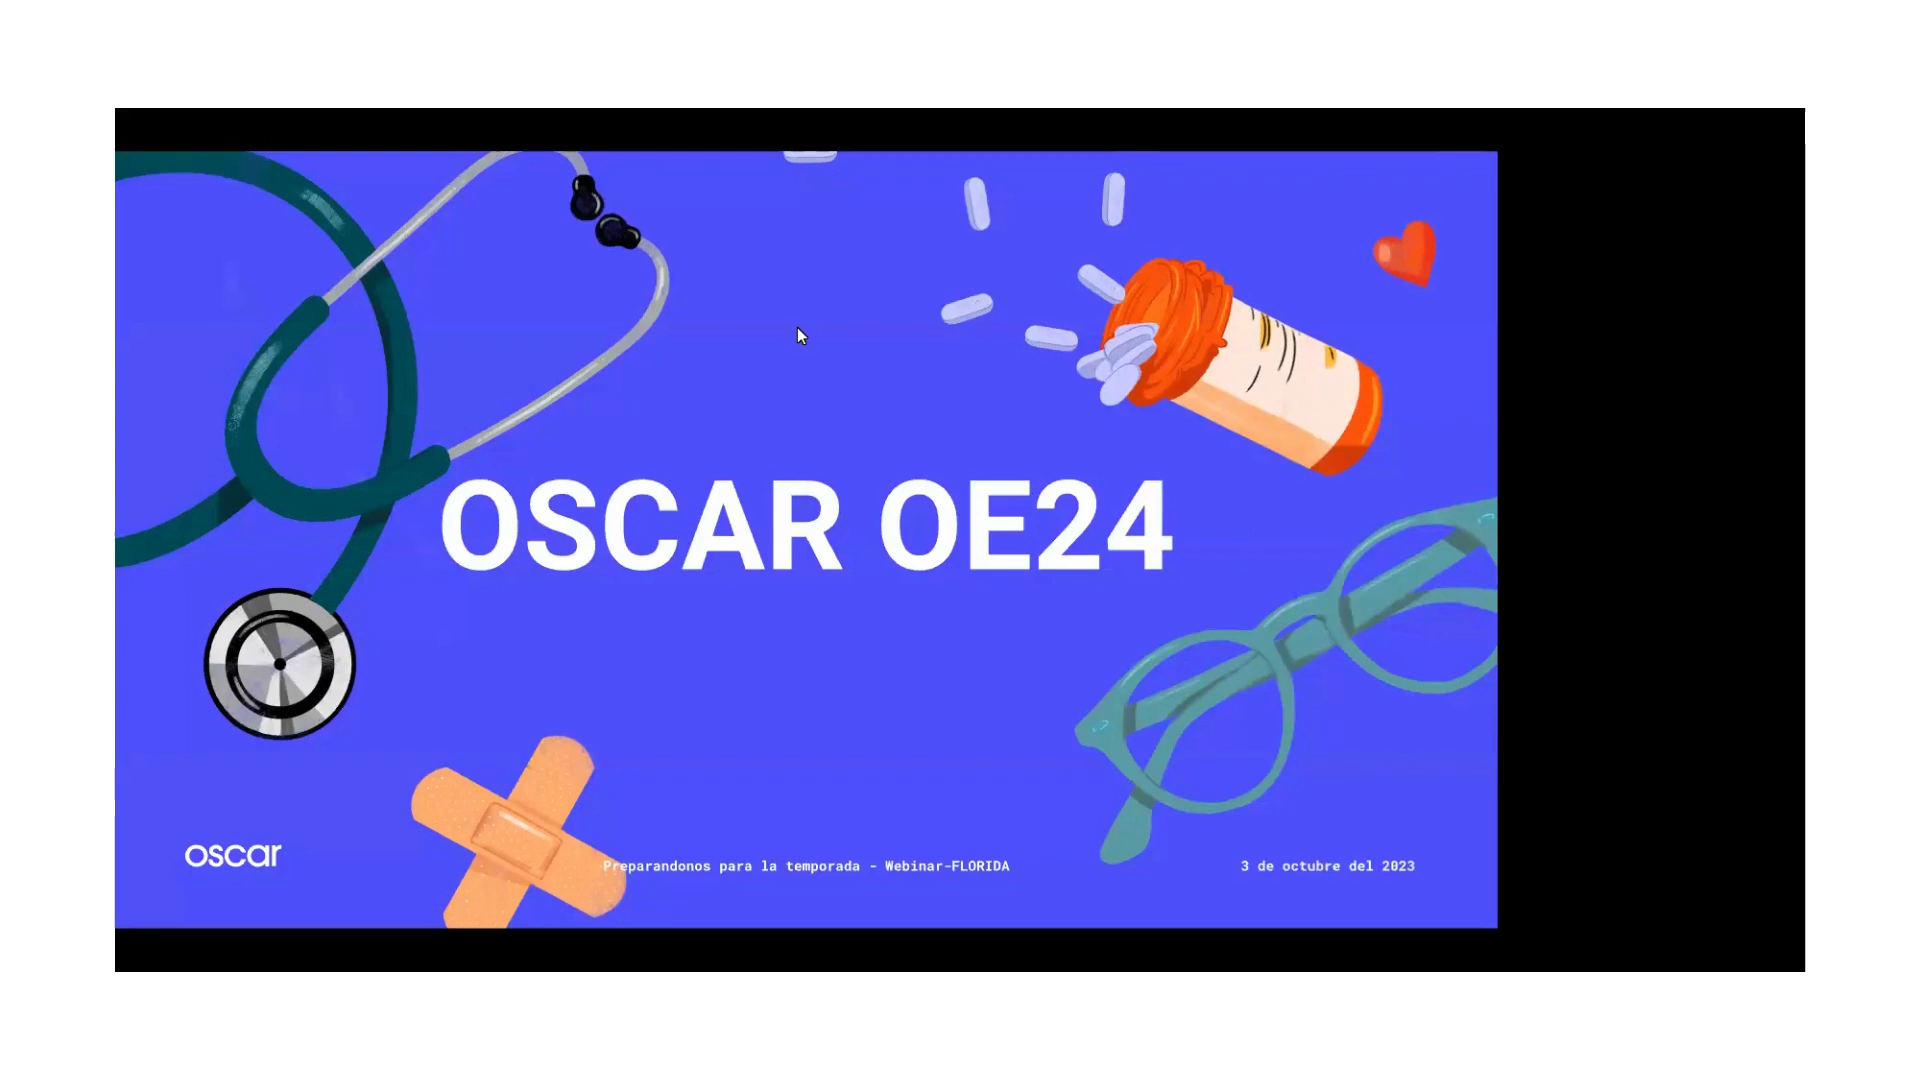 OSCAR OE24
oscar
Preparandonos para la temporada - Webinar-FLORIDA
3 de octubre del 2023